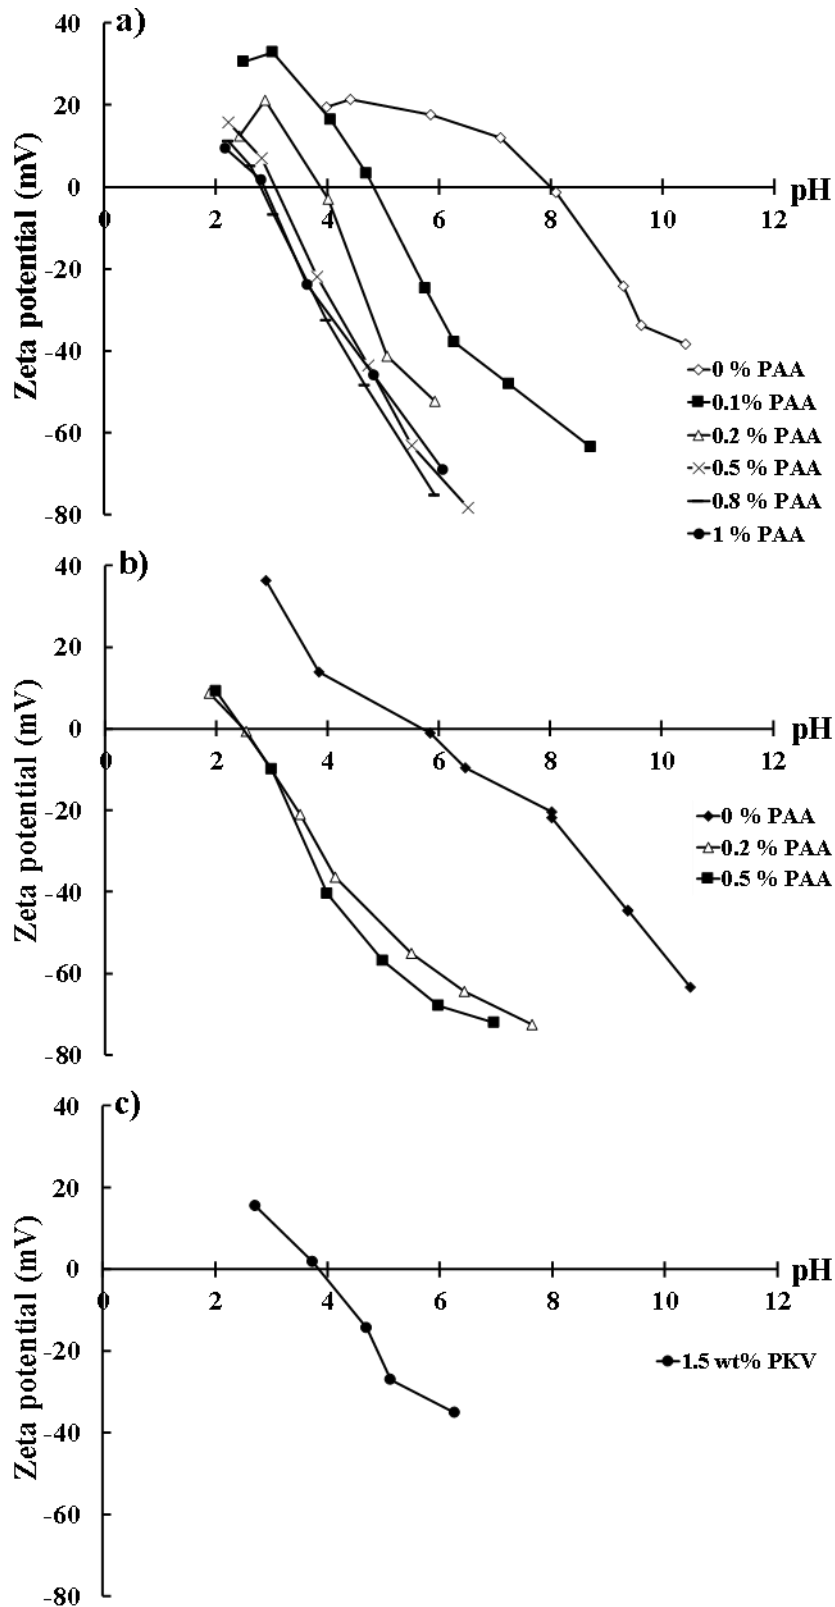 a)
40
20
0
-20
-40
-60
-80
Zeta potential (mV)
0 2 4 6 8 10 12
pH
0 % PAA
0.1% PAA
0.2 % PAA
0.5 % PAA
0.8 % PAA
1 % PAA
b)
40
20
0
-20
-40
-60
-80
Zeta potential (mV)
0 2 4 6 8 10 12
pH
0 % PAA
0.2 % PAA
0.5 % PAA
c)
40
20
0
-20
-40
-60
-80
Zeta potential (mV)
0 2 4 6 8 10 12
pH
1.5 wt% PKV